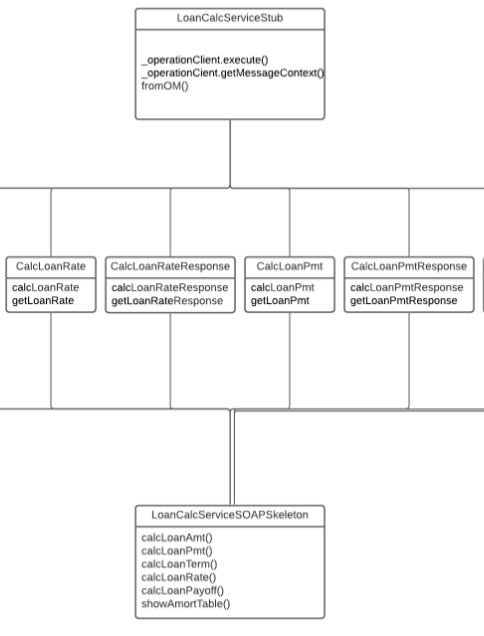 LoanCalcServiceStub
_operationClient.execute()
_operationCient.getMessageContext()
fromOM()
CalcLoanRate
calcLoanRate
getLoanRate
CalcLoanRateResponse
calcLoanRateResponse
getLoanRateResponse
CalcLoanPmt
calcLoanPmt
getLoanPmt
CalcLoanPmtResponse
calcLoanPmtResponse
getLoanPmtResponse
LoanCalcServiceSOAPSkeleton
calcLoanAmt()
calcLoanPmt()
calcLoanTerm()
calcLoanRate()
calcLoanPayoff()
showAmortTable()